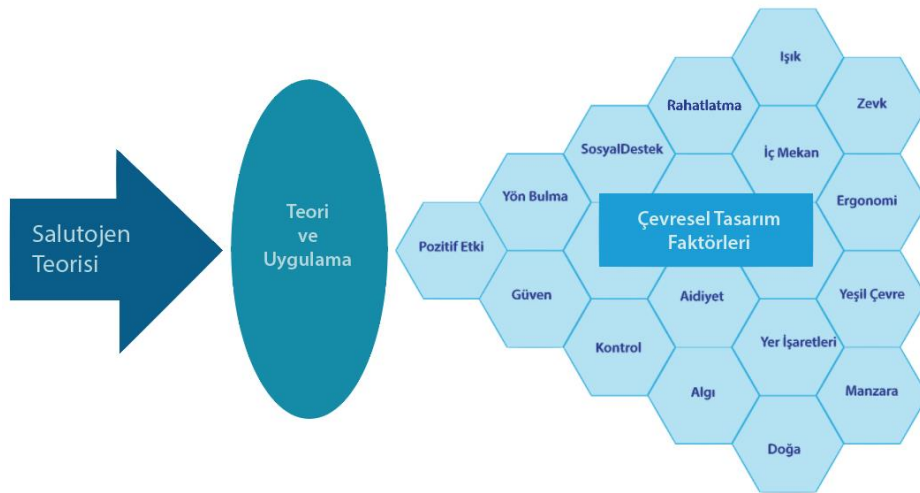 Salutojen
Teorisi
Teori
ve
Uygulama
Pozitif Etki
Yön Bulma
Güven
SosyalDestek
Kontrol
Rahatlatma
Çevresel Tasarım
Faktörleri
Aidiyet
Algı
Işık
İç Mekan
Yer İşaretleri
Doğa
Zevk
Ergonomi
Yeşil Çevre
Manzara